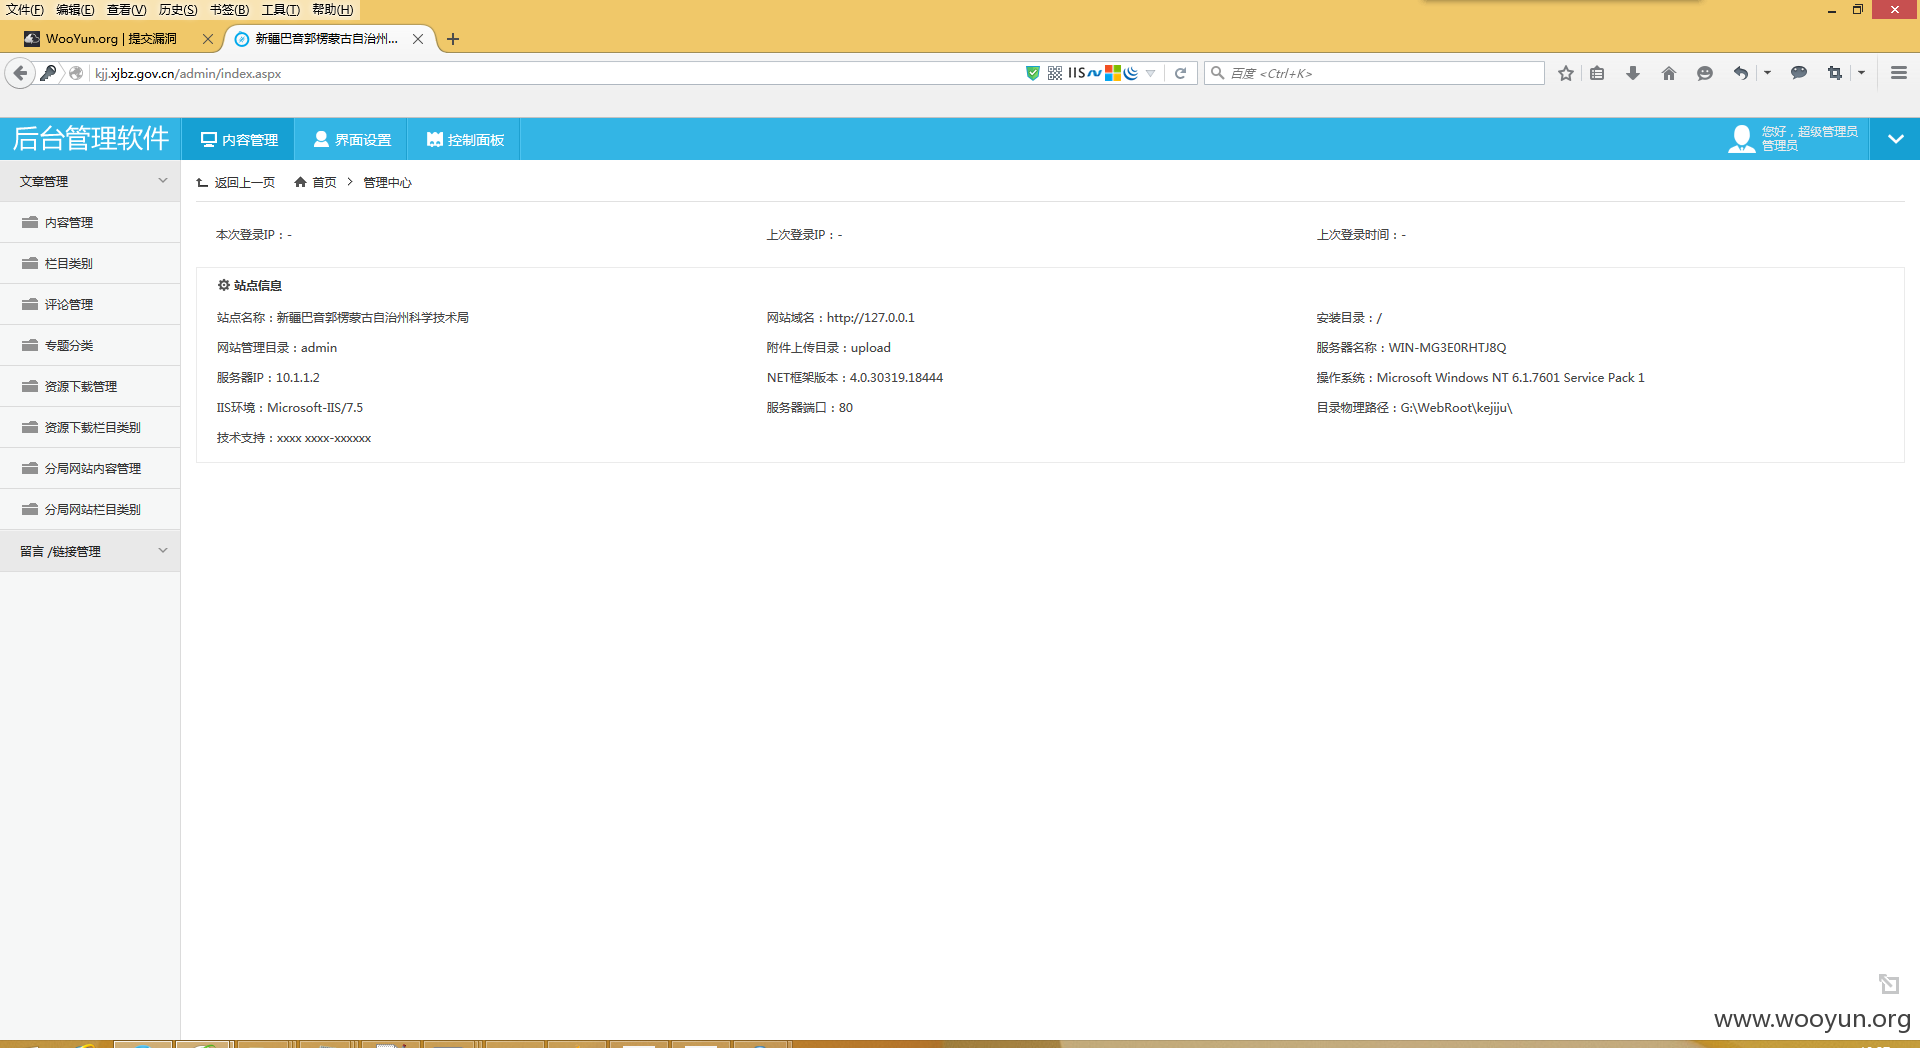 文件(F) 编辑(E) 查看(V) 历史(S) 书签(B) 工具(T) 帮助(H)
WooYun.org | 提交漏洞
新疆巴音郭楞蒙古自治州...
kjj.xjbz.gov.cn/admin/index.aspx
IIS
百度 <Ctrl+K>
后台管理软件
内容管理
界面设置
控制面板
您好，超级管理员
管理员
文章管理
内容管理
栏目类别
评论管理
专题分类
资源下载管理
资源下载栏目类别
分局网站内容管理
分局网站栏目类别
留言 /链接管理
返回上一页 首页 > 管理中心
本次登录IP：- 上次登录IP：- 上次登录时间：-
站点信息
站点名称：新疆巴音郭楞蒙古自治州科学技术局 网站域名：http://127.0.0.1 安装目录：/
网站管理目录：admin 附件上传目录：upload 服务器名称：WIN-MG3E0RHTJ8Q
服务器IP：10.1.1.2 NET框架版本：4.0.30319.18444 操作系统：Microsoft Windows NT 6.1.7601 Service Pack 1
IIS环境：Microsoft-IIS/7.5 服务器端口：80 目录物理路径：G:\WebRoot\kejiju\
技术支持：xxxx xxxx-xxxxxx
www.wooyun.org